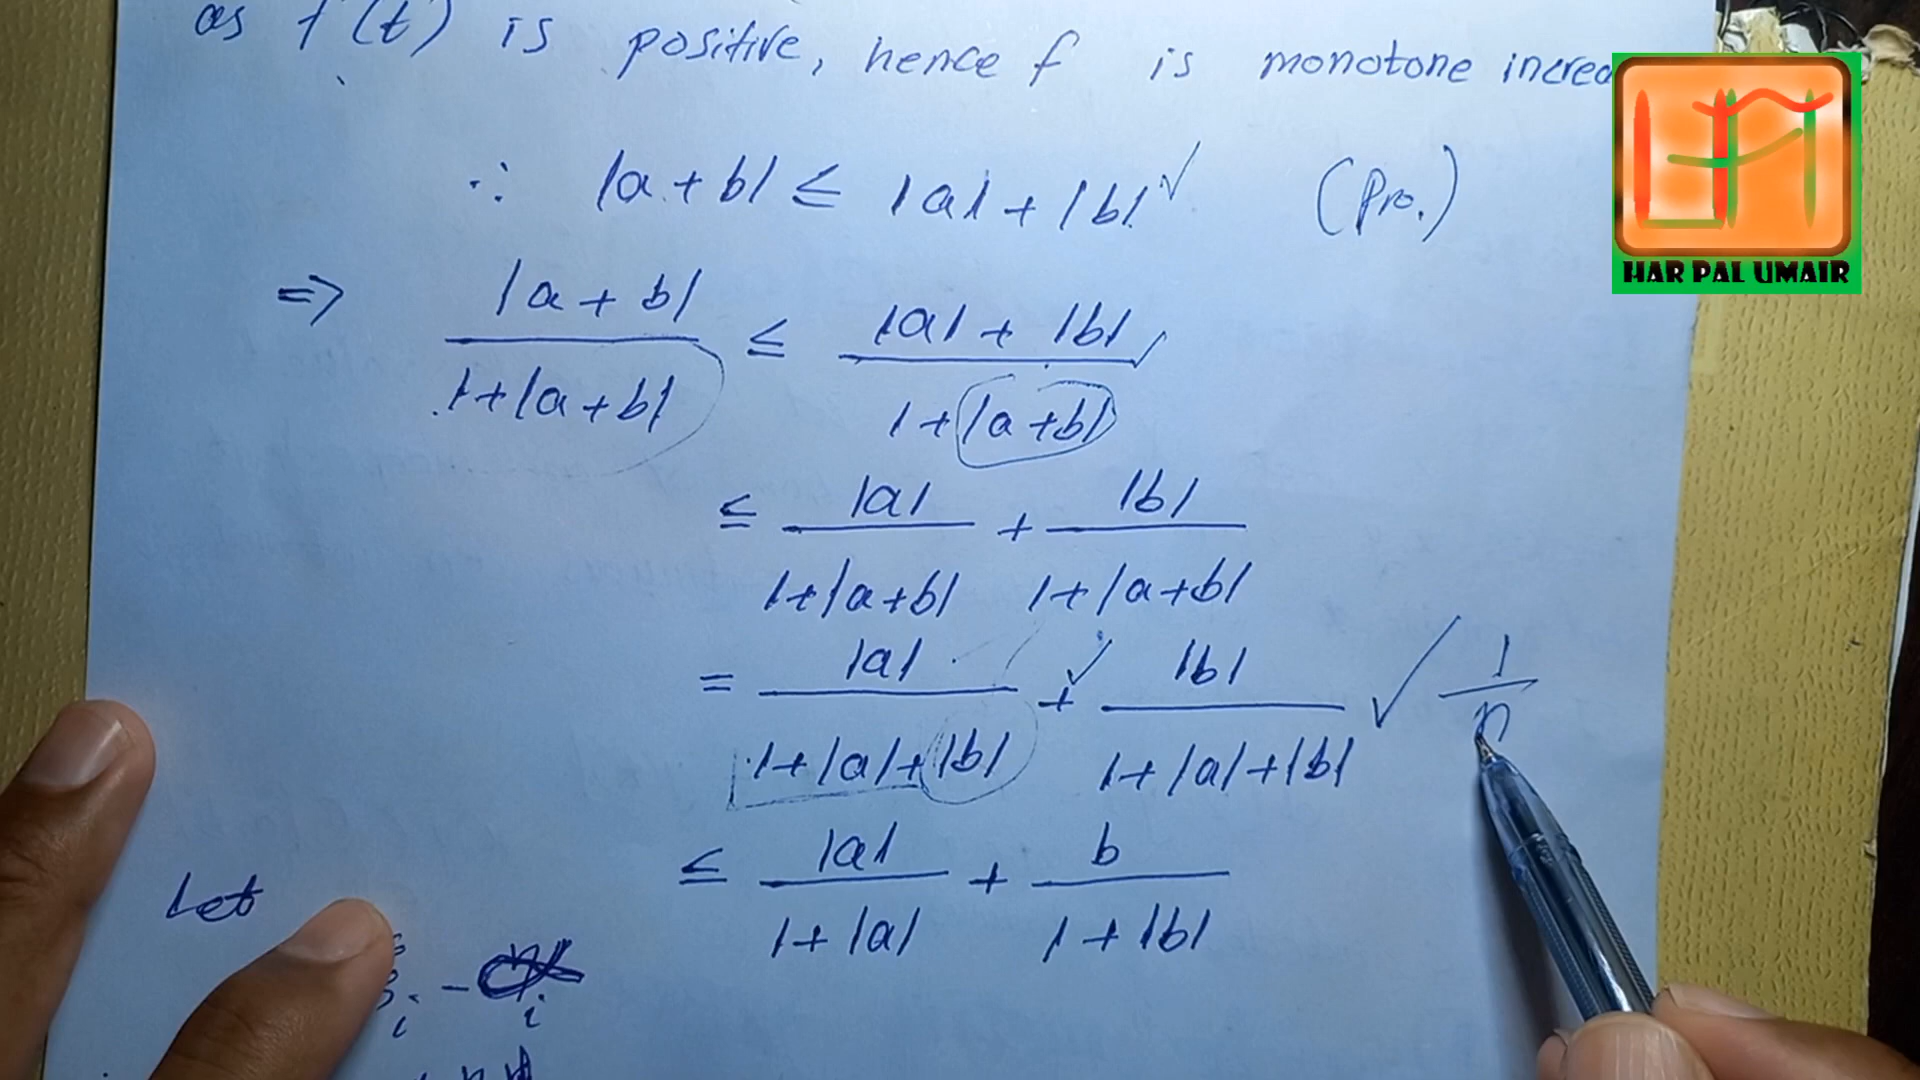 as f'(t) is positive, hence f is monotone increa
∴ |a+b| ≤ |a| + |b| ✓ (Pro.)
⇒ |a+b| / 1+|a+b| ≤ |a| + |b| / 1+|a+b|
≤ |a| / 1+|a+b| + |b| / 1+|a+b|
= |a| / 1+|a|+|b| + |b| / 1+|a|+|b| ✓ 1/n
≤ |a| / 1+|a| + b / 1+|b|
Let
HAR PAL UMAIR